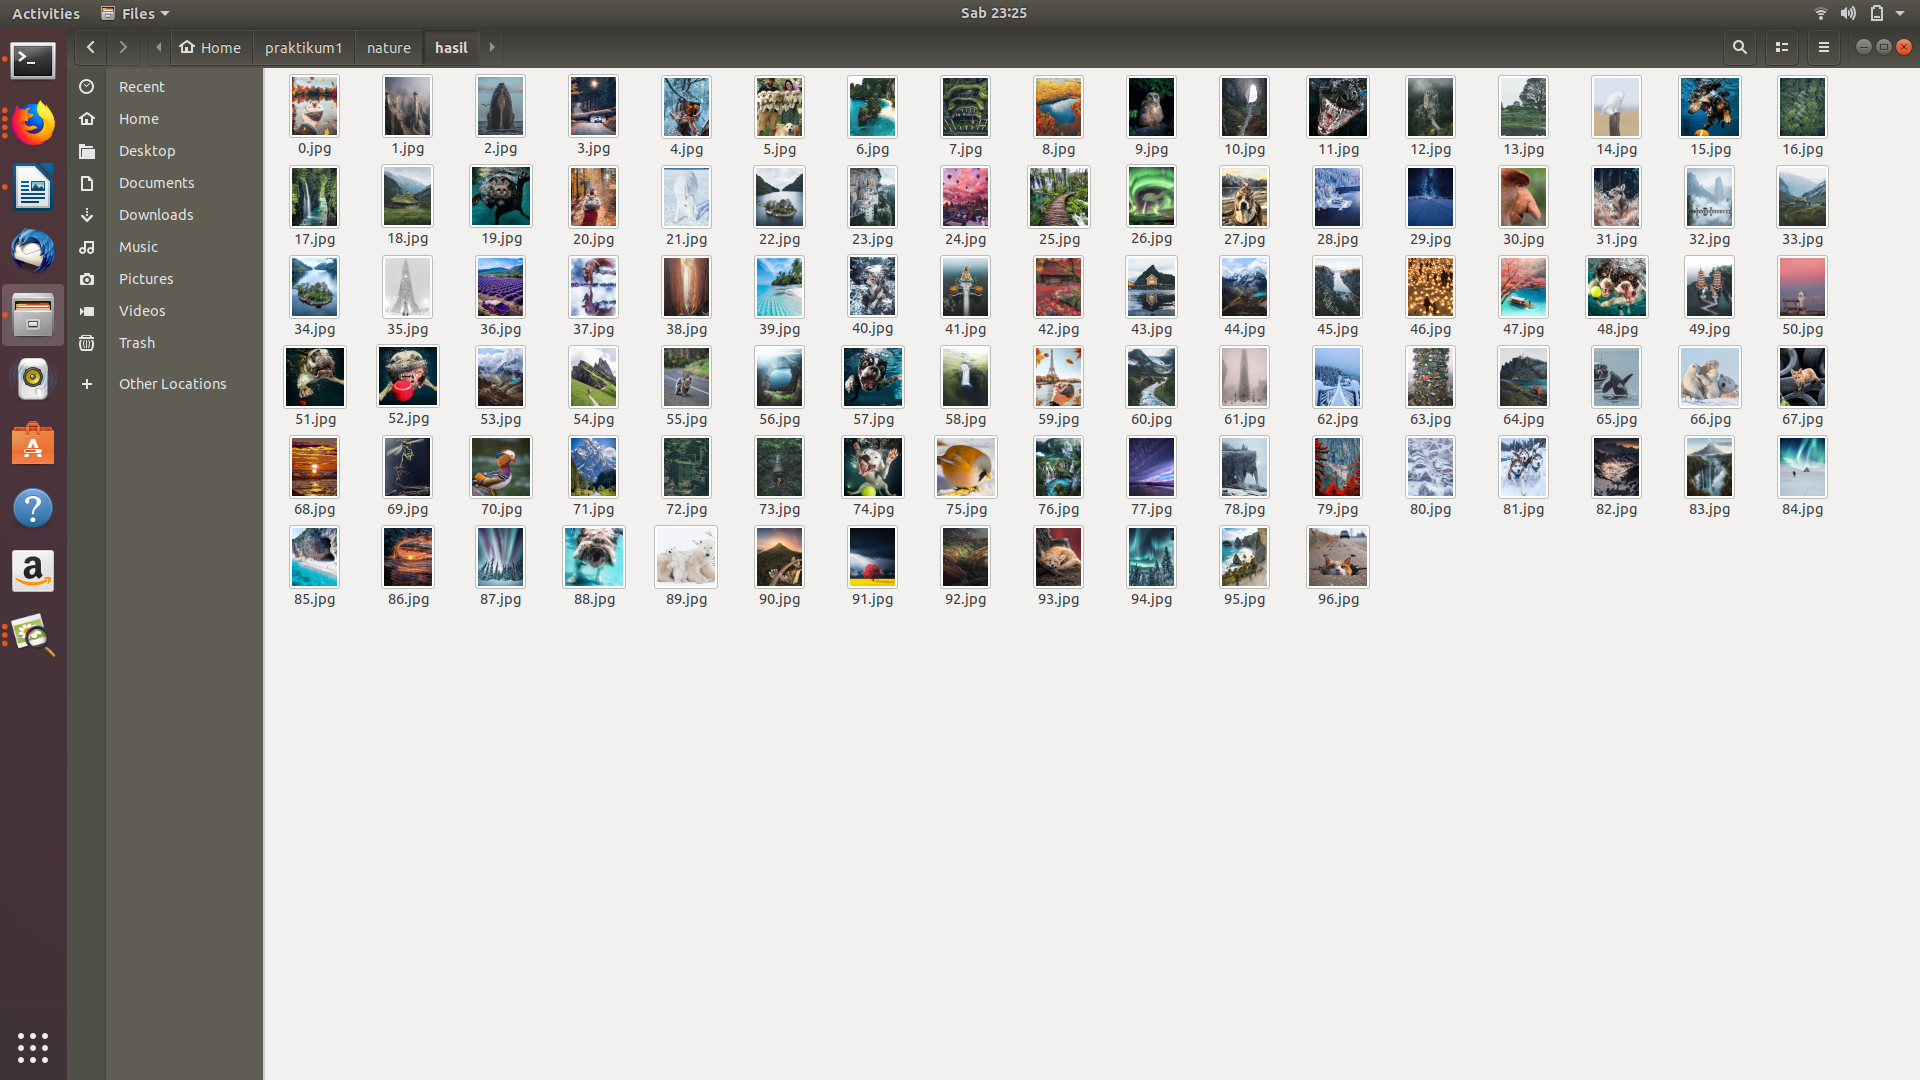 Activities Files Sab 23:25
Home praktikum1 nature hasil
Recent
Home
Desktop
Documents
Downloads
Music
Pictures
Videos
Trash
Other Locations
0.jpg 1.jpg 2.jpg 3.jpg 4.jpg 5.jpg 6.jpg 7.jpg 8.jpg 9.jpg 10.jpg 11.jpg 12.jpg 13.jpg 14.jpg 15.jpg 16.jpg
17.jpg 18.jpg 19.jpg 20.jpg 21.jpg 22.jpg 23.jpg 24.jpg 25.jpg 26.jpg 27.jpg 28.jpg 29.jpg 30.jpg 31.jpg 32.jpg 33.jpg
34.jpg 35.jpg 36.jpg 37.jpg 38.jpg 39.jpg 40.jpg 41.jpg 42.jpg 43.jpg 44.jpg 45.jpg 46.jpg 47.jpg 48.jpg 49.jpg 50.jpg
51.jpg 52.jpg 53.jpg 54.jpg 55.jpg 56.jpg 57.jpg 58.jpg 59.jpg 60.jpg 61.jpg 62.jpg 63.jpg 64.jpg 65.jpg 66.jpg 67.jpg
68.jpg 69.jpg 70.jpg 71.jpg 72.jpg 73.jpg 74.jpg 75.jpg 76.jpg 77.jpg 78.jpg 79.jpg 80.jpg 81.jpg 82.jpg 83.jpg 84.jpg
85.jpg 86.jpg 87.jpg 88.jpg 89.jpg 90.jpg 91.jpg 92.jpg 93.jpg 94.jpg 95.jpg 96.jpg